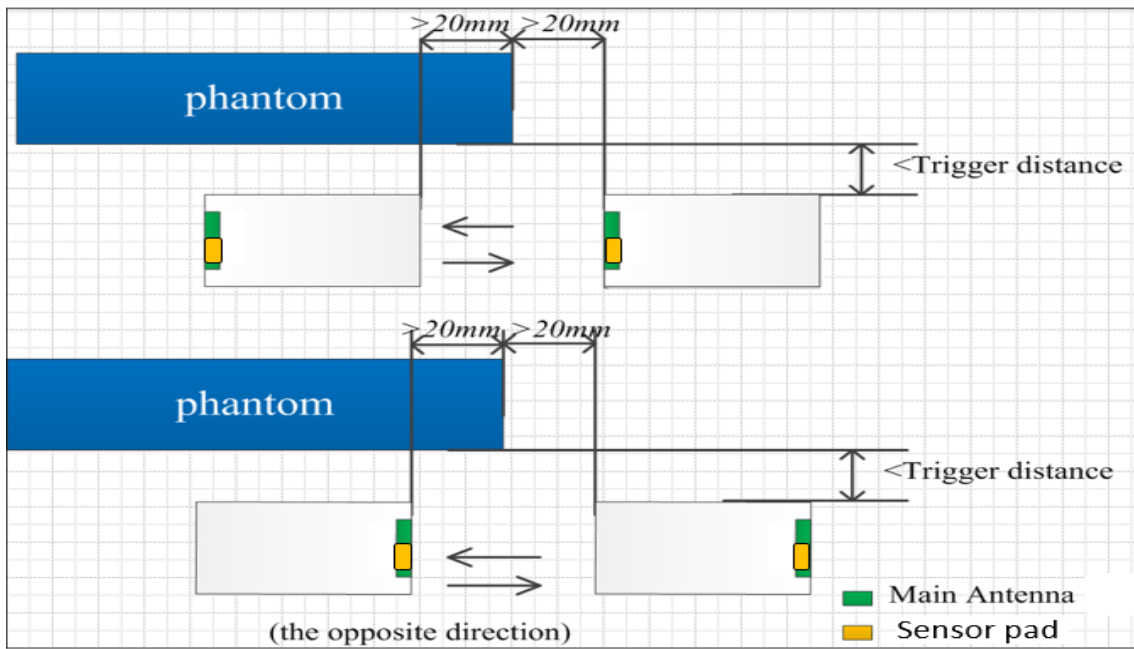 >20mm >20mm
phantom
<Trigger distance
>20mm >20mm
phantom
<Trigger distance
Main Antenna
(the opposite direction)
Sensor pad